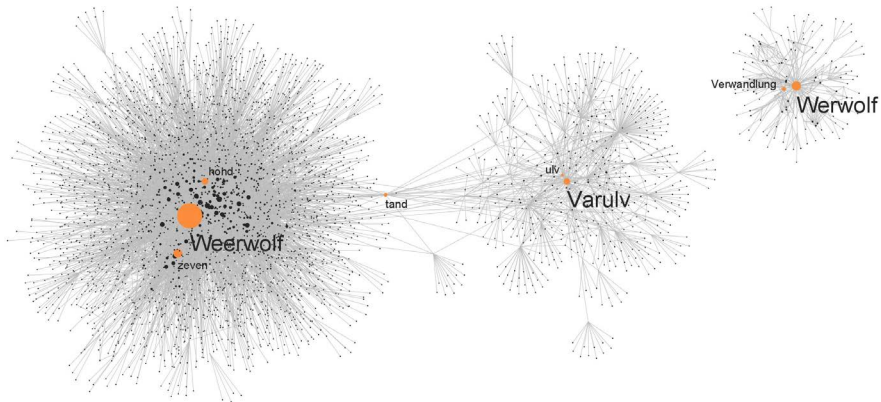 hond
Weerwolf
zeven
tand
ulv
Varulv
Verwandlung
Werwolf